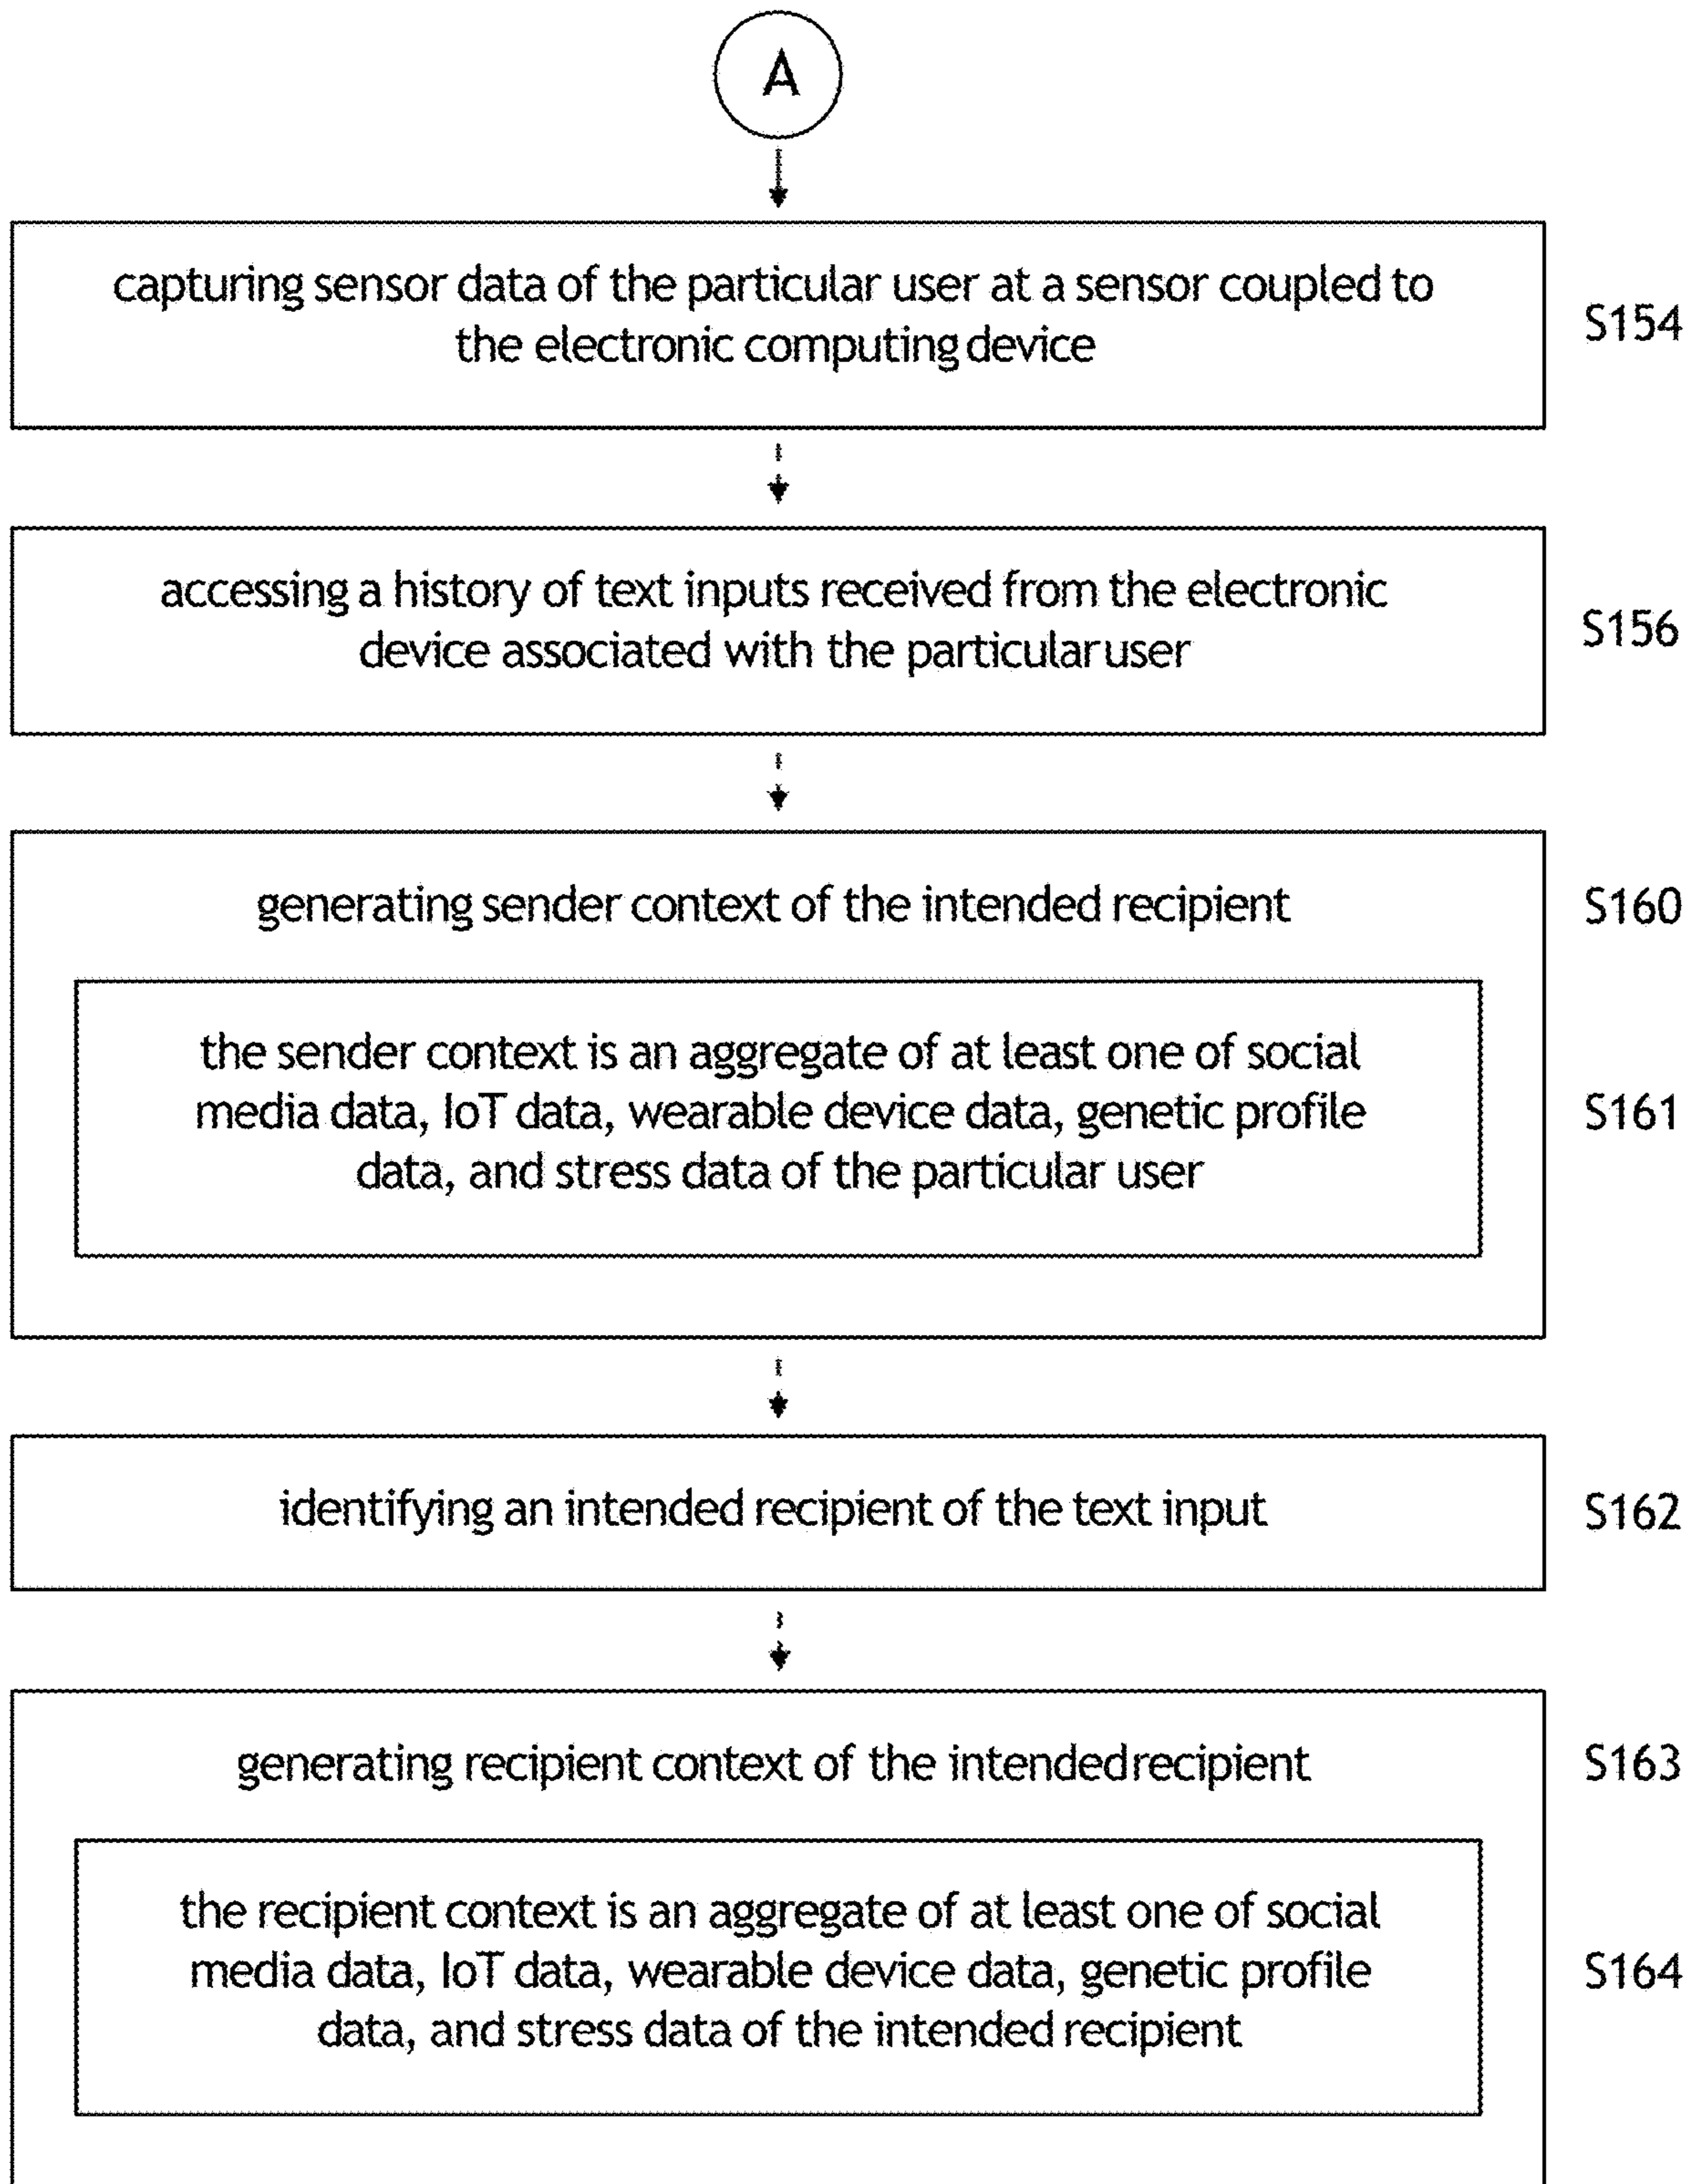 A
capturing sensor data of the particular user at a sensor coupled to
the electronic computing device
S154
accessing a history of text inputs received from the electronic
device associated with the particular user
S156
generating sender context of the intended recipient
S160
the sender context is an aggregate of at least one of social
media data, IoT data, wearable device data, genetic profile
data, and stress data of the particular user
S161
identifying an intended recipient of the text input
S162
generating recipient context of the intended recipient
S163
the recipient context is an aggregate of at least one of social
media data, IoT data, wearable device data, genetic profile
data, and stress data of the intended recipient
S164